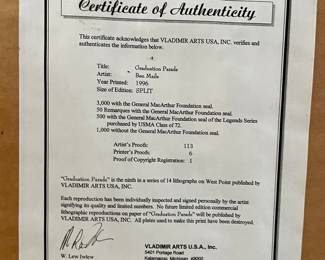 Certificate of Authenticity
This certificate acknowledges that VLADIMIR ARTS USA, INC. verifies and
authenticates the information below.
Title: Graduation Parade
Artist: Ben Maile
Year Printed: 1996
Size of Edition: SPLIT
3,000 with the General MacArthur Foundation seal.
50 Remarques with the General MacArthur Foundation seal.
500 with the General MacArthur Foundation seal of the Legends Series
purchased by USMA Class of 72.
1,000 without the General MacArthur Foundation seal.
Artist's Proof: 113
Printer's Proofs: 6
Proof of Copyright Registration: 1
"Graduation Parade" is the ninth in a series of 14 lithographs on West Point published by
VLADIMIR ARTS USA, INC.
Each reproduction has been individually inspected and signed personally by the artist
signifying its quality and limited numbers. No future limited edition commercial
lithographic reproductions on paper of "Graduation Parade" will be published by
VLADIMIR ARTS USA, INC. All plates used to make this print have been destroyed.
W. Lew
VLADIMIR ARTS U.S.A., Inc.
5401 Portage Road
Kalamazoo, Michigan 49002